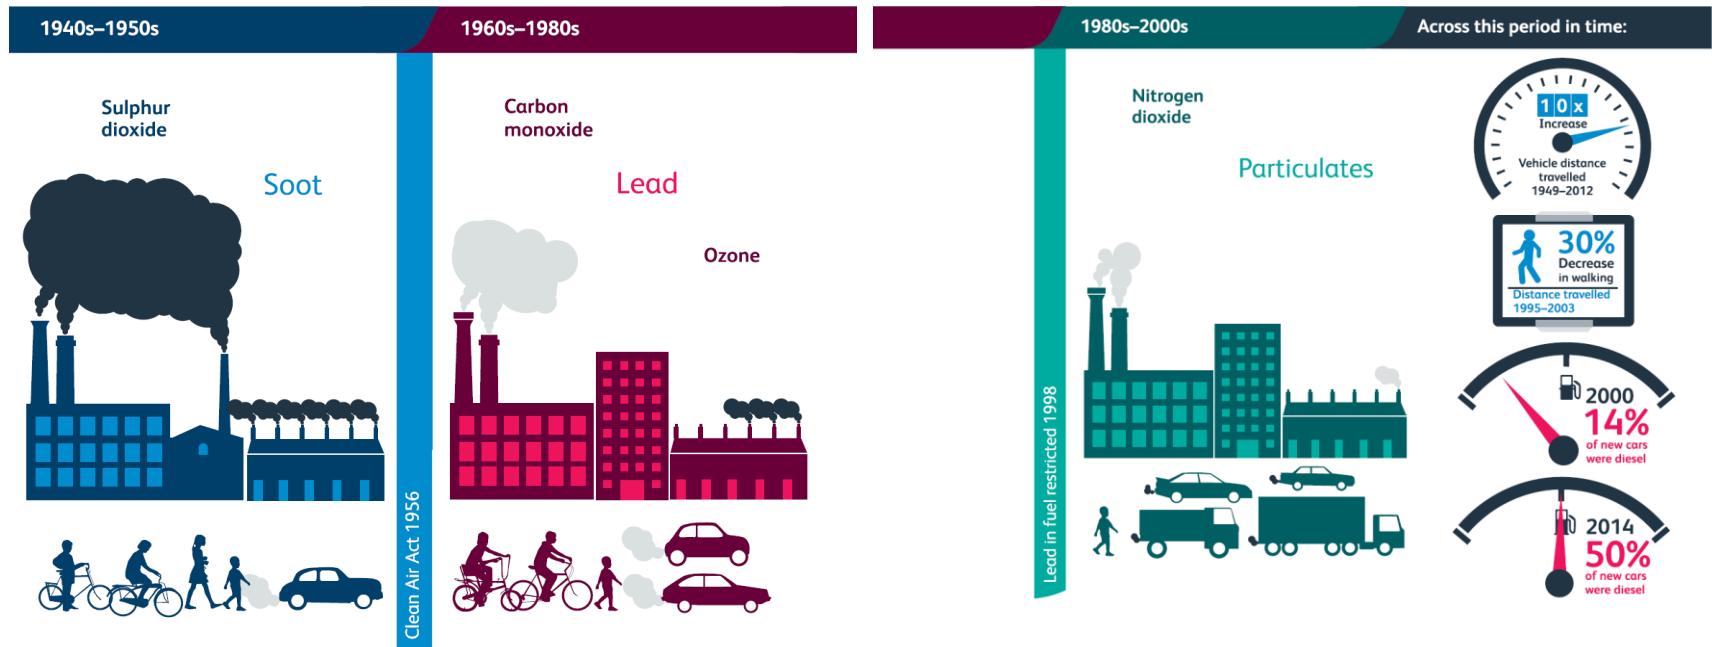 1940s–1950s
1960s–1980s
1980s–2000s
Across this period in time:
Sulphur
dioxide
Soot
Clean Air Act 1956
Carbon
monoxide
Lead
Ozone
Lead in fuel restricted 1998
Nitrogen
dioxide
Particulates
10x
Increase
Vehicle distance
travelled
1949–2012
30%
Decrease
in walking
Distance travelled
1995–2003
2000
14%
of new cars
were diesel
2014
50%
of new cars
were diesel